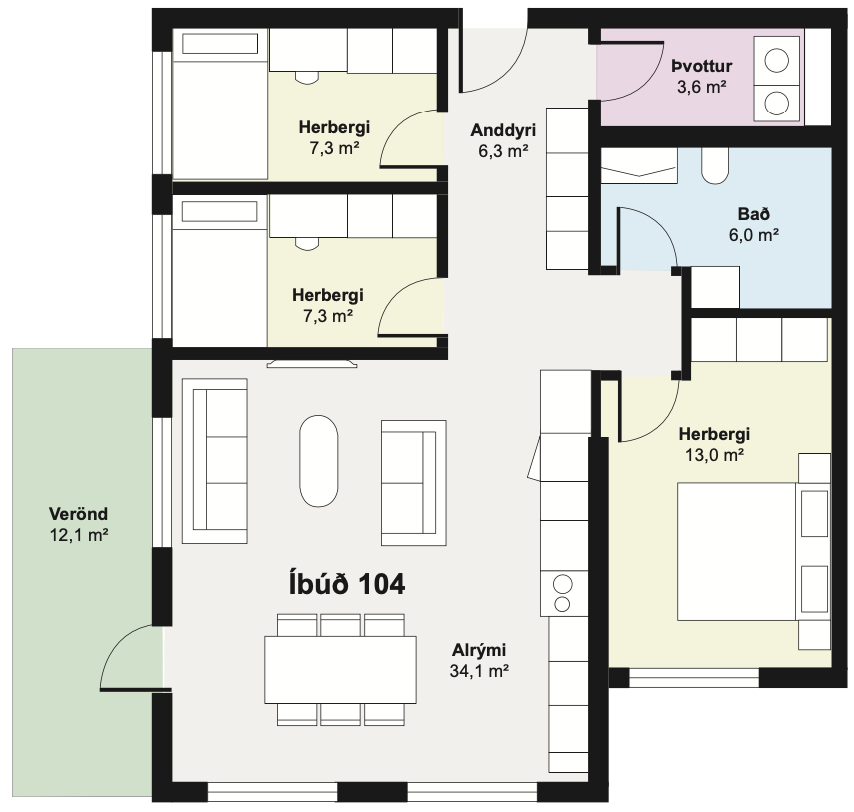 Þvottur
3,6 m²
Herbergi
7,3 m²
Anddyri
6,3 m²
Bað
6,0 m²
Herbergi
7,3 m²
Herbergi
13,0 m²
Verönd
12,1 m²
Íbúð 104
Alrými
34,1 m²